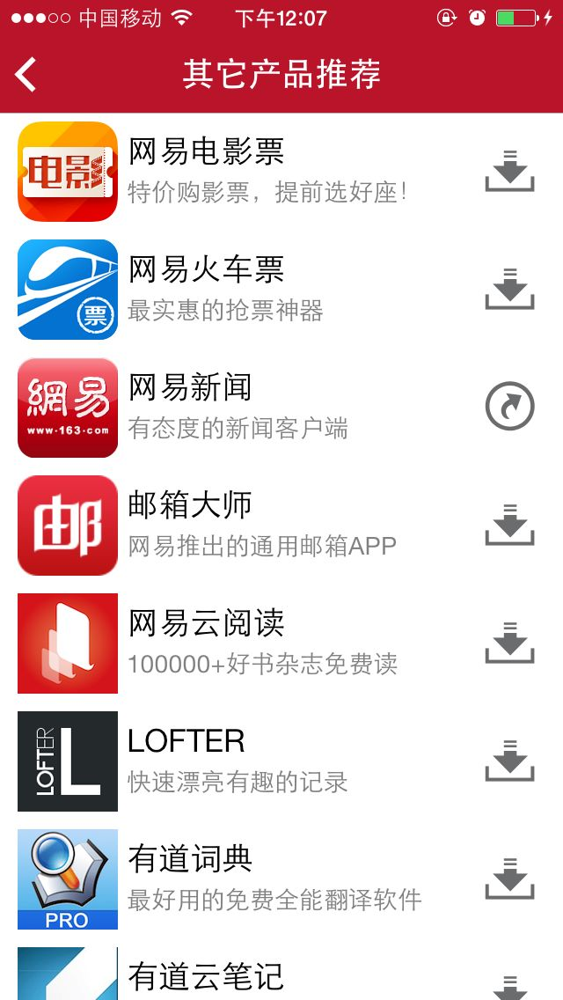 中国移动
下午12:07
其它产品推荐
电影
网易电影票
特价购影票，提前选好座！
票
网易火车票
最实惠的抢票神器
網易
www·163·com
网易新闻
有态度的新闻客户端
邮
邮箱大师
网易推出的通用邮箱APP
网易云阅读
100000+好书杂志免费读
LOFTER
L
LOFTER
快速漂亮有趣的记录
PRO
有道词典
最好用的免费全能翻译软件
有道云笔记